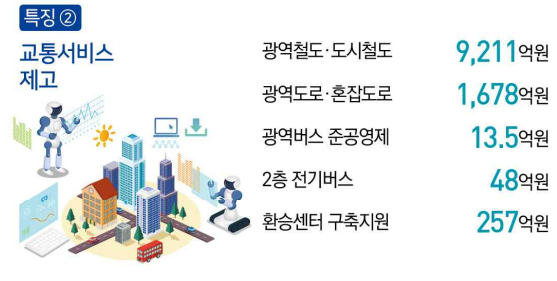 특징 ②
교통서비스
제고
광역철도·도시철도 9,211억원
광역도로·혼잡도로 1,678억원
광역버스 준공영제 13.5억원
2층 전기버스 48억원
환승센터 구축지원 257억원